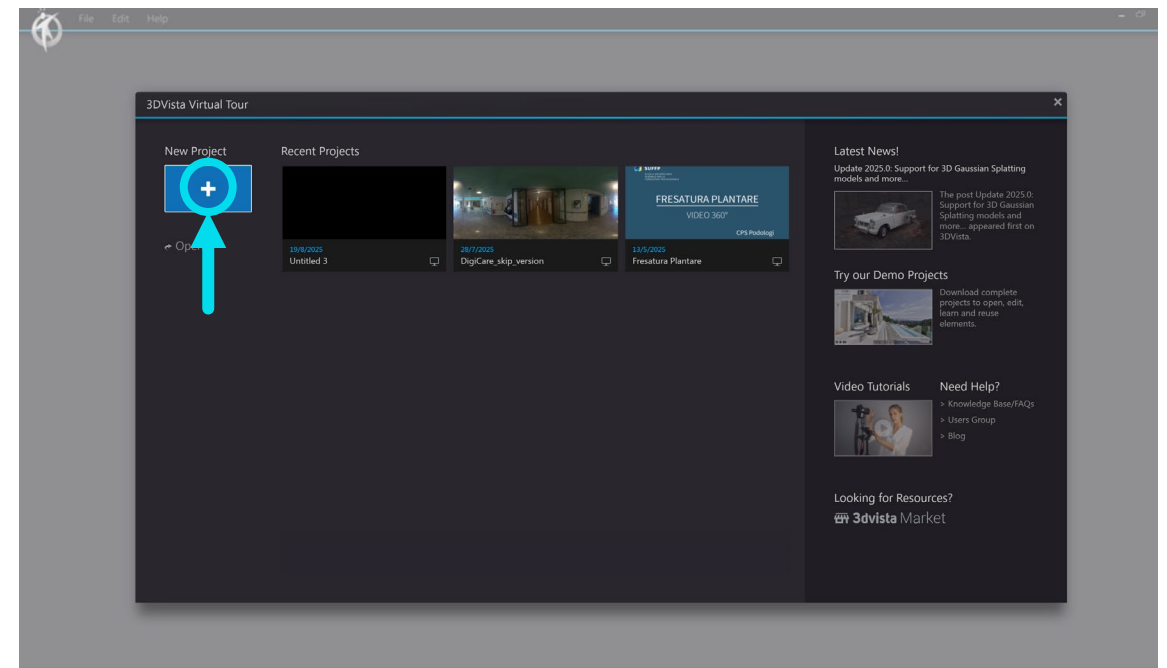 File Edit Help
3DVista Virtual Tour
New Project
Recent Projects
SUFFP
FRESATURA PLANTARE
VIDEO 360°
CPS Podologi
19/8/2025
Untitled 3
28/7/2025
DigiCare_skip_version
13/5/2025
Fresatura Plantare
Latest News!
Update 2025.0: Support for 3D Gaussian Splatting
models and more...
The post Update 2025.0:
Support for 3D Gaussian
Splatting models and
more... appeared first on
3DVista.
Try our Demo Projects
Download complete
projects to open, edit,
learn and reuse
elements.
Video Tutorials
Need Help?
> Knowledge Base/FAQs
> Users Group
> Blog
Looking for Resources?
3dvista Market